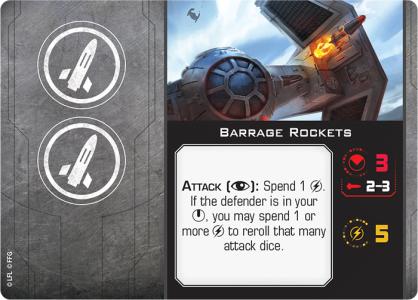 BARRAGE ROCKETS
ATTACK ( ): Spend 1 .
If the defender is in your
, you may spend 1 or
more to reroll that many
attack dice.
3
2–3
5
© LFL © FFG